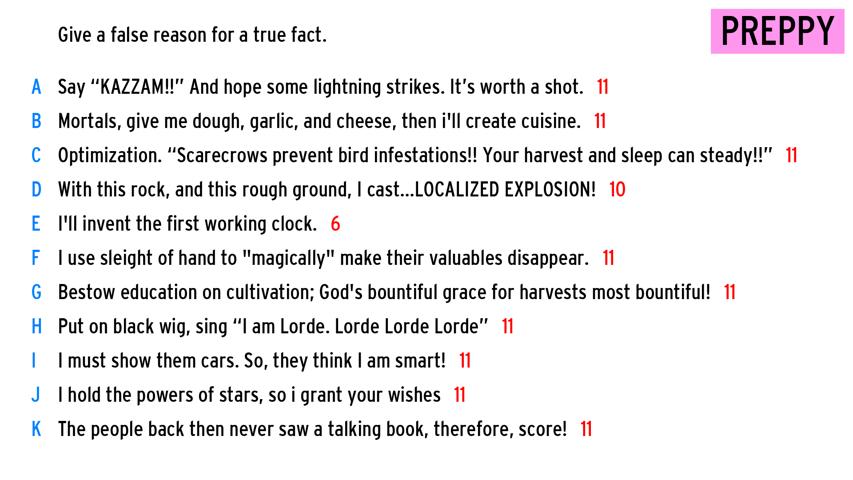 Give a false reason for a true fact.
PREPPY
A Say “KAZZAM!!” And hope some lightning strikes. It’s worth a shot. 11
B Mortals, give me dough, garlic, and cheese, then i'll create cuisine. 11
C Optimization. “Scarecrows prevent bird infestations!! Your harvest and sleep can steady!!” 11
D With this rock, and this rough ground, I cast...LOCALIZED EXPLOSION! 10
E I'll invent the first working clock. 6
F I use sleight of hand to "magically" make their valuables disappear. 11
G Bestow education on cultivation; God's bountiful grace for harvests most bountiful! 11
H Put on black wig, sing “I am Lorde. Lorde Lorde Lorde” 11
I I must show them cars. So, they think I am smart! 11
J I hold the powers of stars, so i grant your wishes 11
K The people back then never saw a talking book, therefore, score! 11